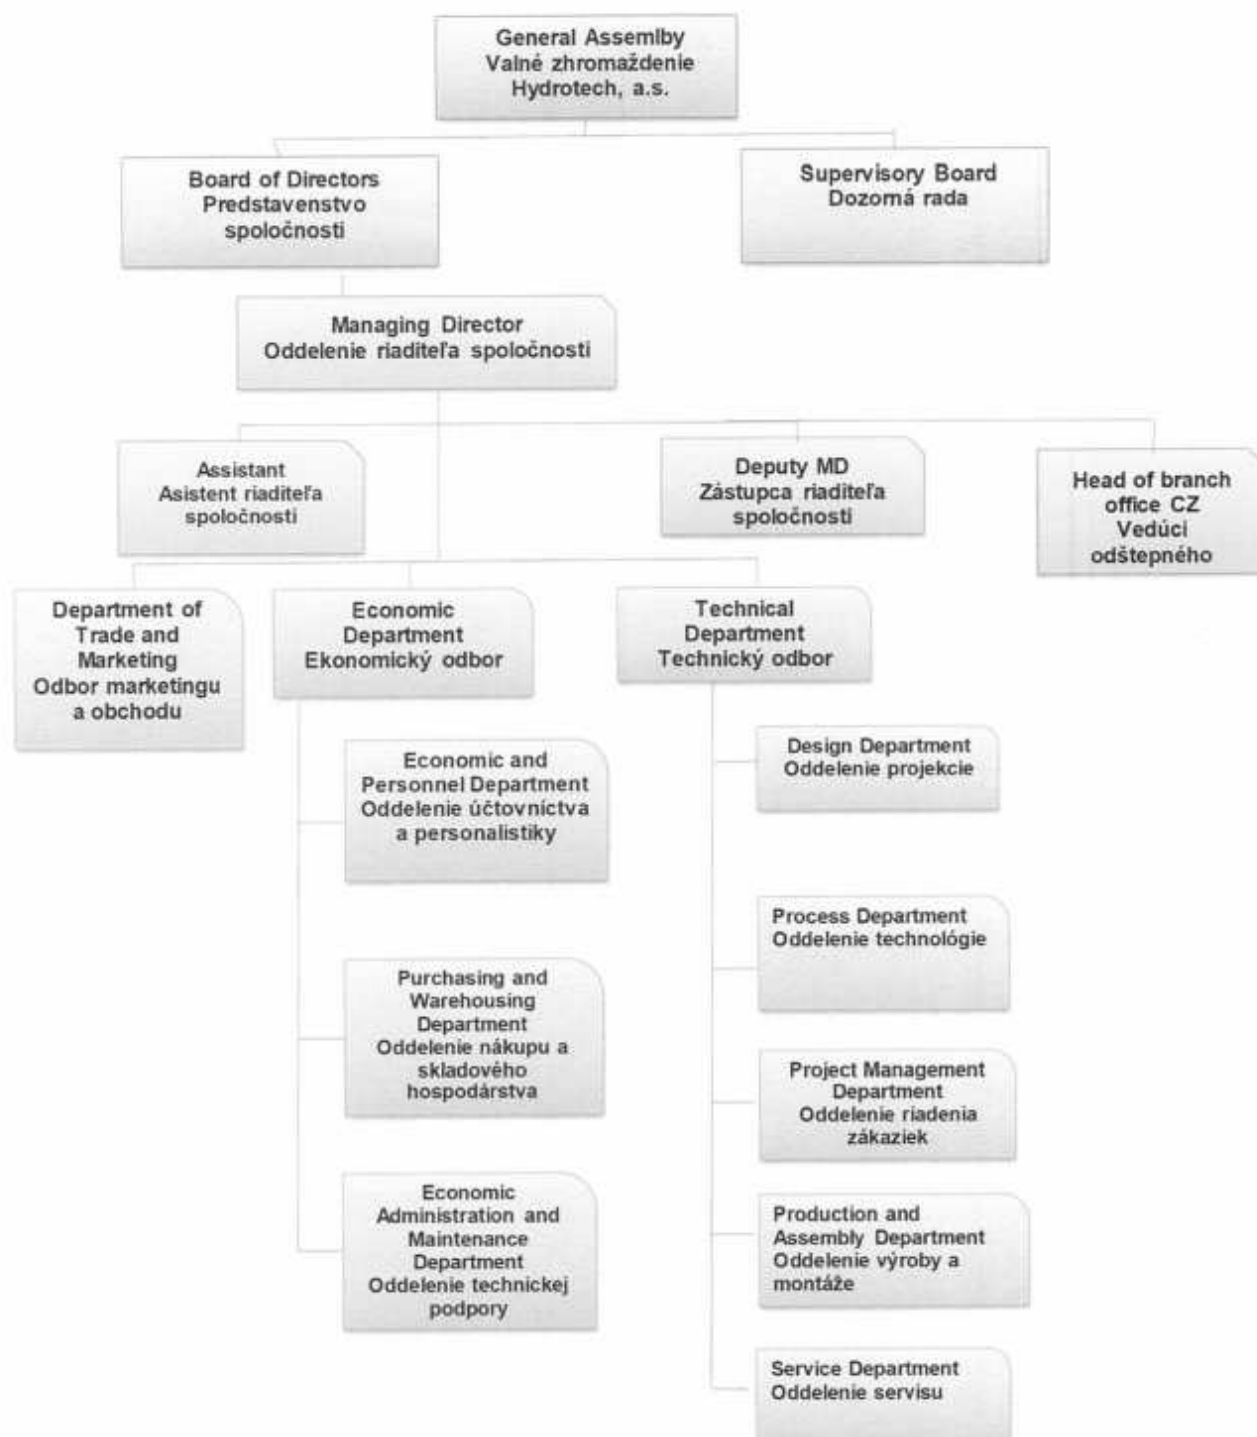 General Assemlby
Valné zhromaždenie
Hydrotech, a.s.
Board of Directors
Predstavenstvo
spoločnosti
Supervisory Board
Dozorná rada
Managing Director
Oddelenie riaditeľa spoločnosti
Assistant
Asistent riaditeľa
spoločnosti
Deputy MD
Zástupca riaditeľa
spoločnosti
Head of branch
office CZ
Vedúci
odštepného
Department of
Trade and
Marketing
Odbor marketingu
a obchodu
Economic
Department
Ekonomický odbor
Technical
Department
Technický odbor
Economic and
Personnel Department
Oddelenie účtovníctva
a personalistiky
Purchasing and
Warehousing
Department
Oddelenie nákupu a
skladového
hospodárstva
Economic
Administration and
Maintenance
Department
Oddelenie technickej
podpory
Design Department
Oddelenie projekcie
Process Department
Oddelenie technológie
Project Management
Department
Oddelenie riadenia
zákaziek
Production and
Assembly Department
Oddelenie výroby a
montáže
Service Department
Oddelenie servisu